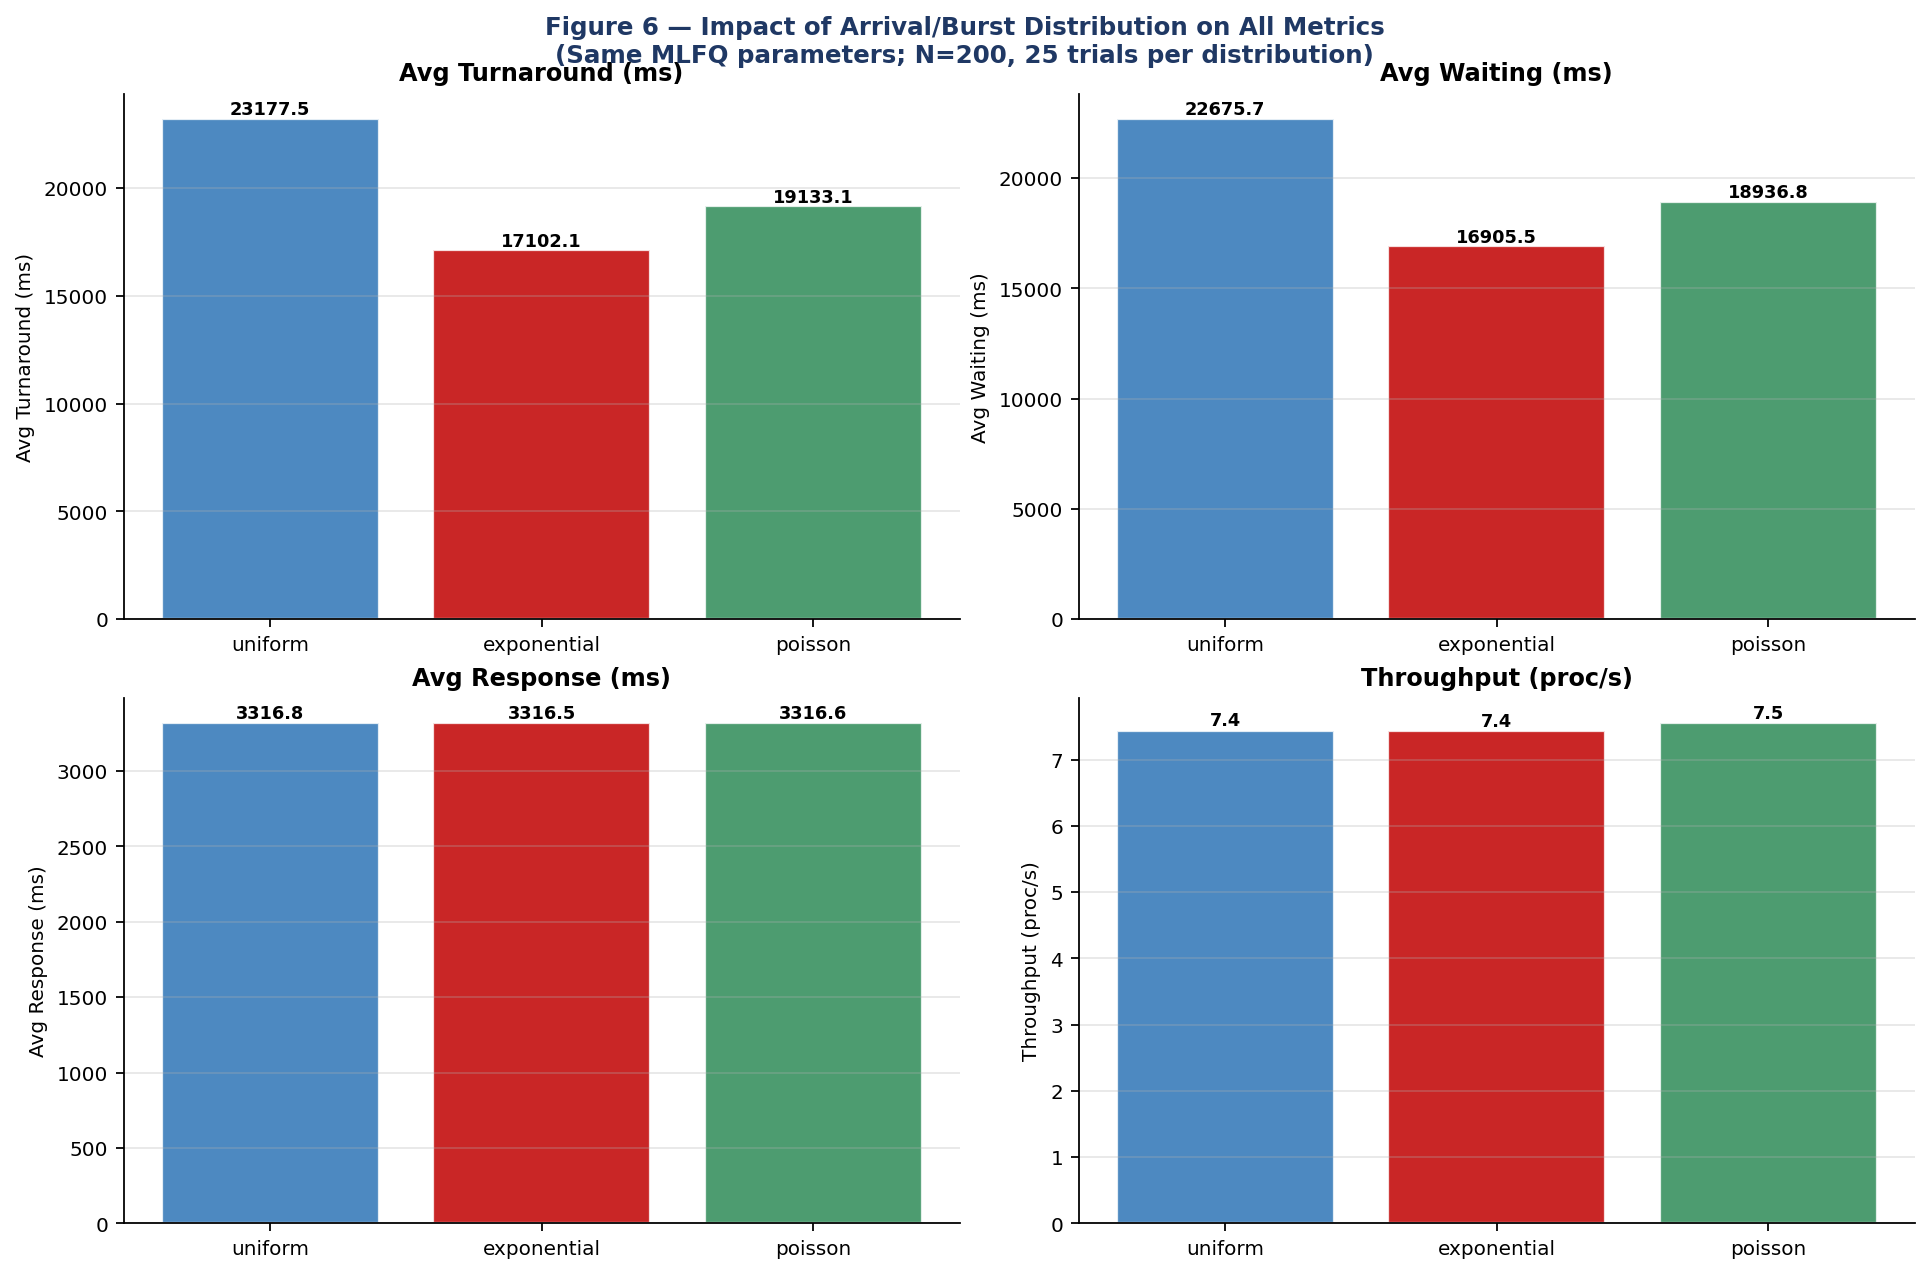 Figure 6 — Impact of Arrival/Burst Distribution on All Metrics
(Same MLFQ parameters; N=200, 25 trials per distribution)
Avg Turnaround (ms)
Avg Turnaround (ms)
20000
15000
10000
5000
0
23177.5
17102.1
19133.1
uniform
exponential
poisson
Avg Waiting (ms)
Avg Waiting (ms)
20000
15000
10000
5000
0
22675.7
16905.5
18936.8
uniform
exponential
poisson
Avg Response (ms)
Avg Response (ms)
3000
2500
2000
1500
1000
500
0
3316.8
3316.5
3316.6
uniform
exponential
poisson
Throughput (proc/s)
Throughput (proc/s)
7
6
5
4
3
2
1
0
7.4
7.4
7.5
uniform
exponential
poisson